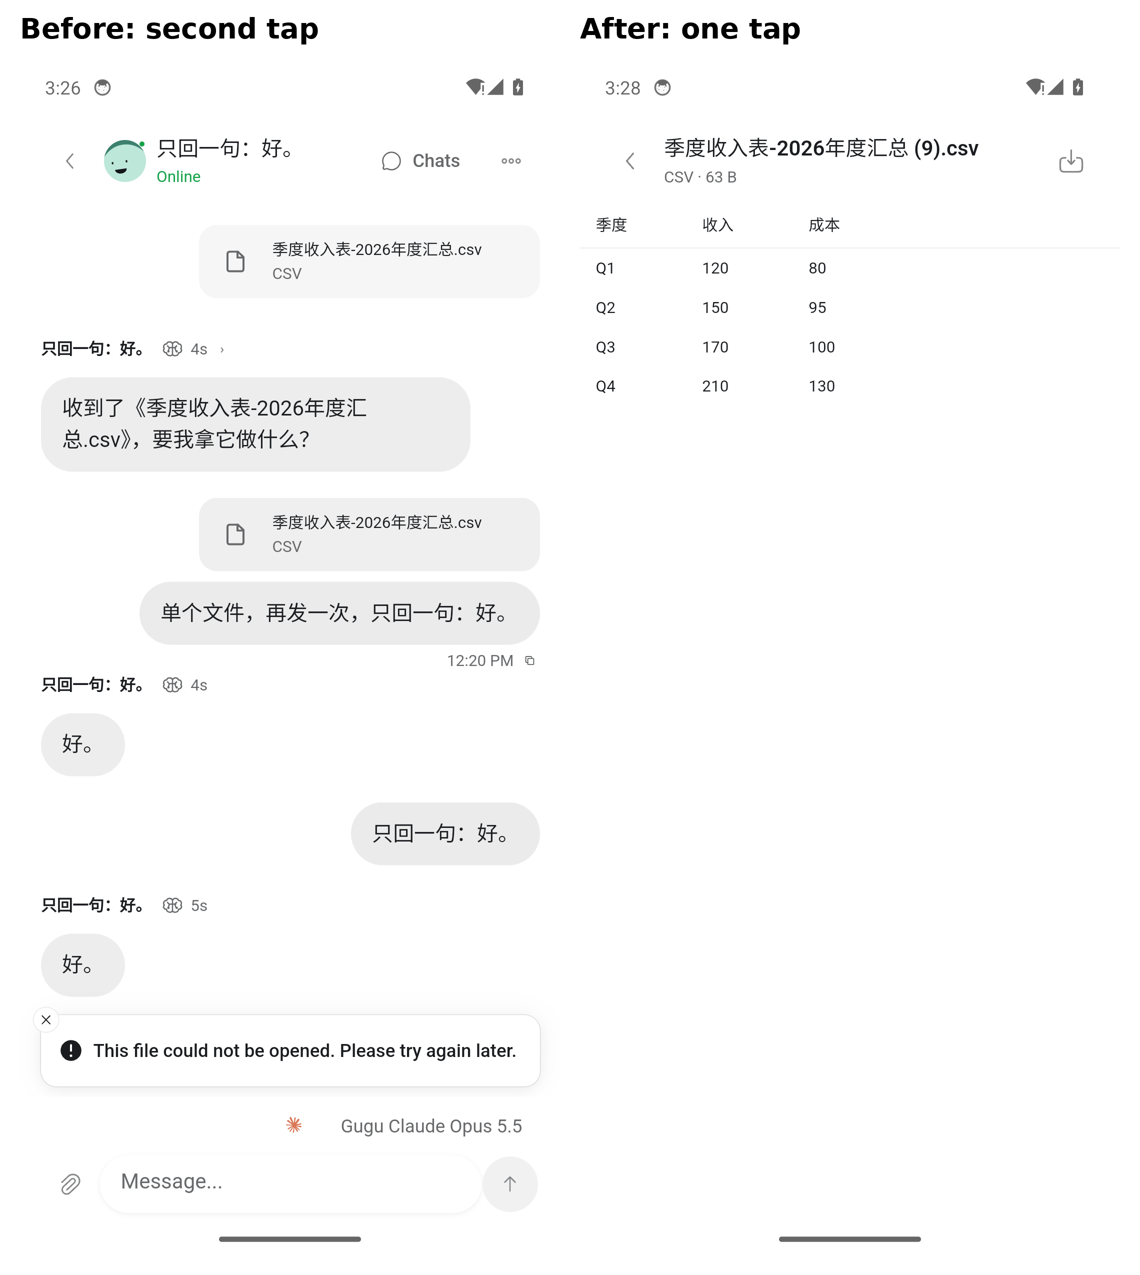 Before: second tap
3:26
只回一句：好。
Online
Chats
季度收入表-2026年度汇总.csv
CSV
只回一句：好。 4s ›
收到了《季度收入表-2026年度汇
总.csv》，要我拿它做什么？
季度收入表-2026年度汇总.csv
CSV
单个文件，再发一次，只回一句：好。
12:20 PM
只回一句：好。 4s
好。
只回一句：好。
只回一句：好。 5s
好。
This file could not be opened. Please try again later.
Gugu Claude Opus 5.5
Message...
After: one tap
3:28
季度收入表-2026年度汇总 (9).csv
CSV · 63 B
季度 收入 成本
Q1 120 80
Q2 150 95
Q3 170 100
Q4 210 130